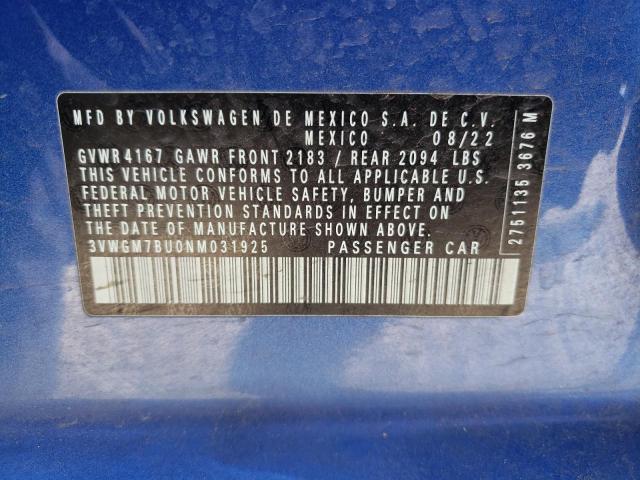 MFD BY VOLKSWAGEN DE MEXICO S.A. DE C.V.
MEXICO 08/22
GVWR 4167 GAWR FRONT 2183 / REAR 2094 LBS
THIS VEHICLE CONFORMS TO ALL APPLICABLE U.S.
FEDERAL MOTOR VEHICLE SAFETY, BUMPER AND
THEFT PREVENTION STANDARDS IN EFFECT ON
THE DATE OF MANUFACTURE SHOWN ABOVE.
3VWGM7BU0NM031925 PASSENGER CAR
2751135 3676 M